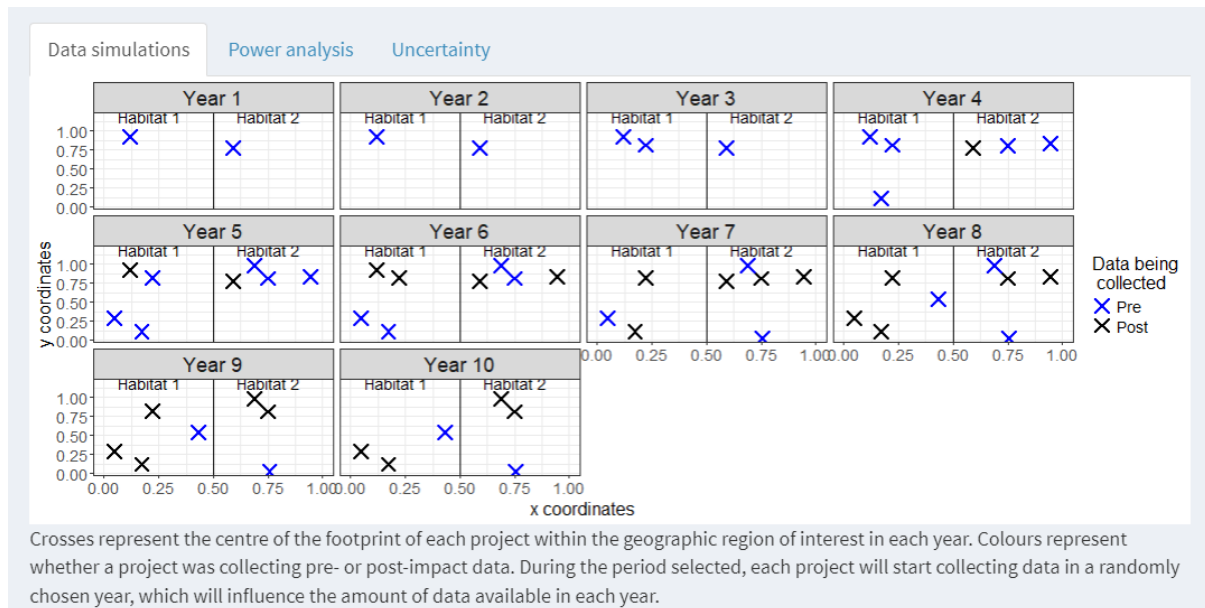 Data simulations Power analysis Uncertainty
Year 1 Year 2 Year 3 Year 4
Habitat 1 Habitat 2 Habitat 1 Habitat 2 Habitat 1 Habitat 2 Habitat 1 Habitat 2
1.00
0.75
0.50
0.25
0.00
Year 5 Year 6 Year 7 Year 8
Habitat 1 Habitat 2 Habitat 1 Habitat 2 Habitat 1 Habitat 2 Habitat 1 Habitat 2
1.00
0.75
0.50
0.25
0.00
y coordinates
0.00 0.25 0.50 0.75 1.00 0.00 0.25 0.50 0.75 1.00
Data being
collected
Pre
Post
Year 9 Year 10
Habitat 1 Habitat 2 Habitat 1 Habitat 2
1.00
0.75
0.50
0.25
0.00
0.00 0.25 0.50 0.75 1.00 0.00 0.25 0.50 0.75 1.00
x coordinates
Crosses represent the centre of the footprint of each project within the geographic region of interest in each year. Colours represent
whether a project was collecting pre- or post-impact data. During the period selected, each project will start collecting data in a randomly
chosen year, which will influence the amount of data available in each year.